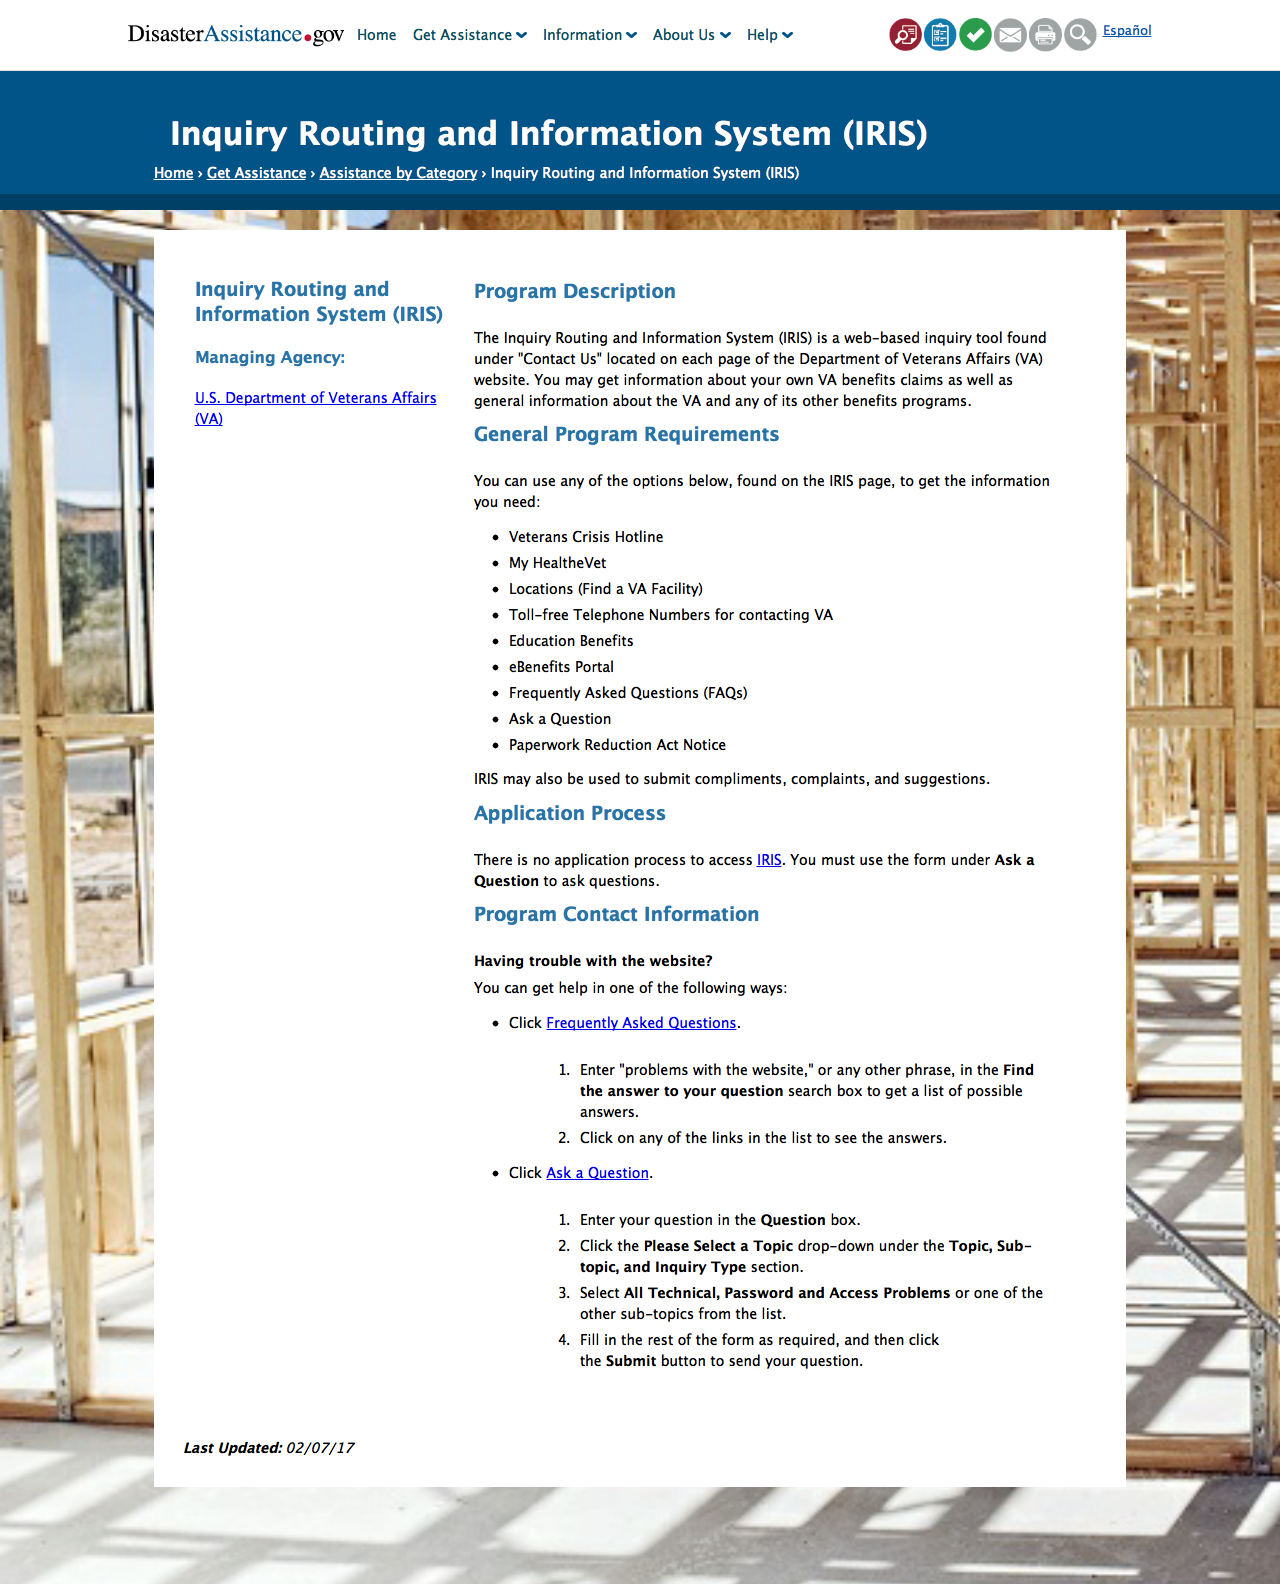 DisasterAssistance.gov Home Get Assistance Information About Us Help Español
Inquiry Routing and Information System (IRIS)
Home › Get Assistance › Assistance by Category › Inquiry Routing and Information System (IRIS)
Inquiry Routing and
Information System (IRIS)
Managing Agency:
U.S. Department of Veterans Affairs
(VA)
Program Description
The Inquiry Routing and Information System (IRIS) is a web-based inquiry tool found
under "Contact Us" located on each page of the Department of Veterans Affairs (VA)
website. You may get information about your own VA benefits claims as well as
general information about the VA and any of its other benefits programs.
General Program Requirements
You can use any of the options below, found on the IRIS page, to get the information
you need:
• Veterans Crisis Hotline
• My HealtheVet
• Locations (Find a VA Facility)
• Toll-free Telephone Numbers for contacting VA
• Education Benefits
• eBenefits Portal
• Frequently Asked Questions (FAQs)
• Ask a Question
• Paperwork Reduction Act Notice
IRIS may also be used to submit compliments, complaints, and suggestions.
Application Process
There is no application process to access IRIS. You must use the form under Ask a
Question to ask questions.
Program Contact Information
Having trouble with the website?
You can get help in one of the following ways:
• Click Frequently Asked Questions.
1. Enter "problems with the website," or any other phrase, in the Find
the answer to your question search box to get a list of possible
answers.
2. Click on any of the links in the list to see the answers.
• Click Ask a Question.
1. Enter your question in the Question box.
2. Click the Please Select a Topic drop-down under the Topic, Sub-
topic, and Inquiry Type section.
3. Select All Technical, Password and Access Problems or one of the
other sub-topics from the list.
4. Fill in the rest of the form as required, and then click
the Submit button to send your question.
Last Updated: 02/07/17